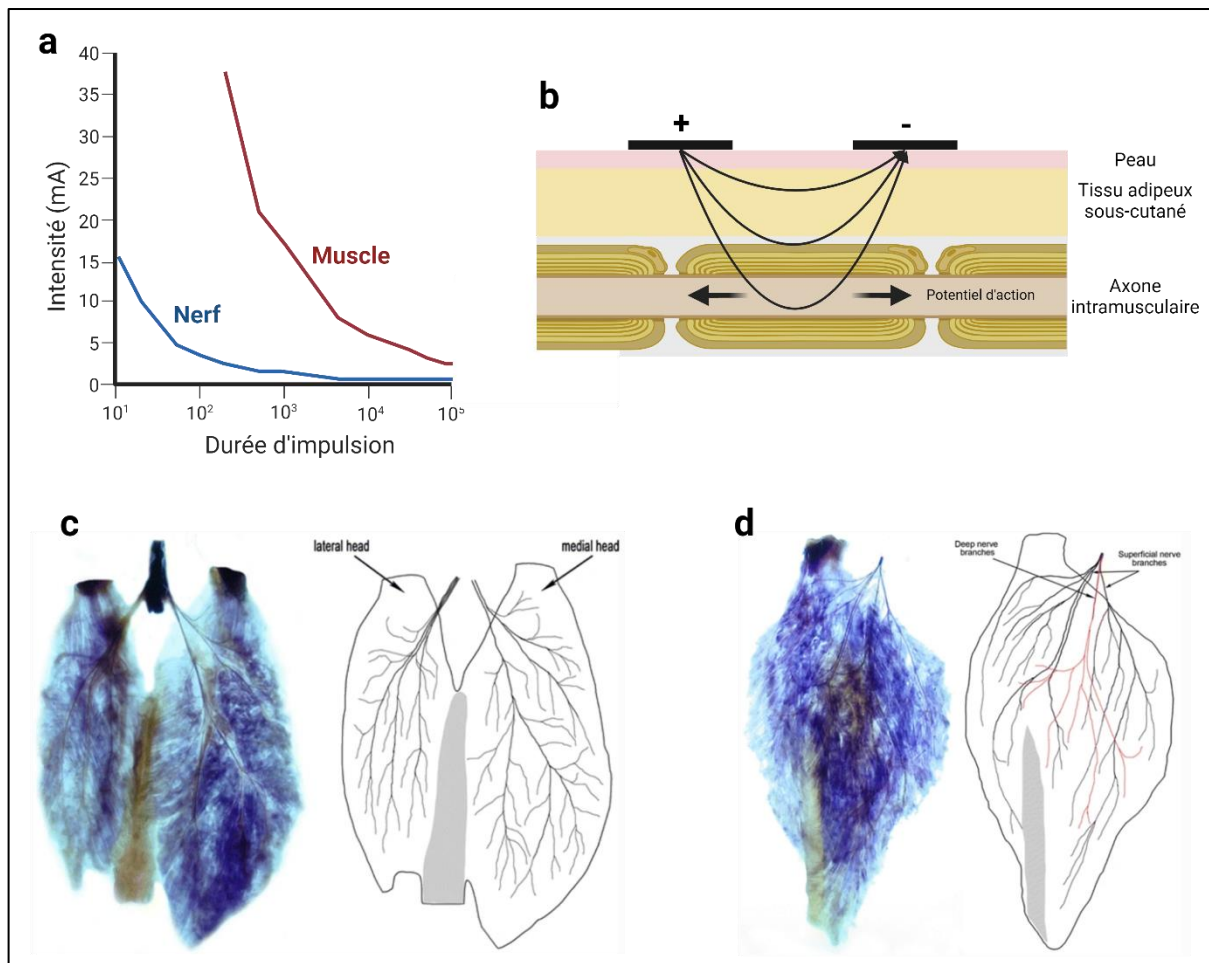 a
40
35
30
25
20
15
10
5
0
Intensité (mA)
Muscle
Nerf
10¹
10²
10³
10⁴
10⁵
Durée d'impulsion
b
+
-
Peau
Tissu adipeux
sous-cutané
Potentiel d'action
Axone
intramusculaire
c
lateral head
medial head
d
Deep nerve
branches
Superficial nerve
branches